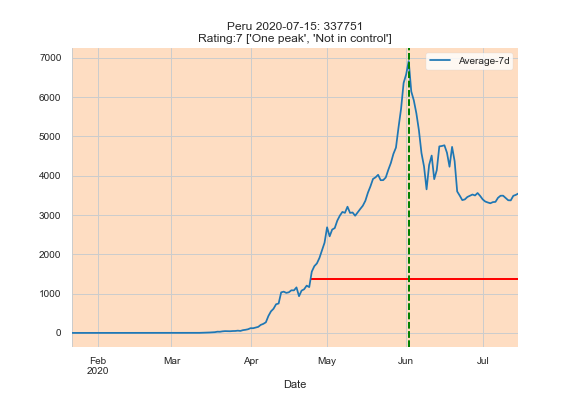 Peru 2020-07-15: 337751
Rating:7 ['One peak', 'Not in control']
Average-7d
7000
6000
5000
4000
3000
2000
1000
0
Feb
2020
Mar
Apr
May
Jun
Jul
Date